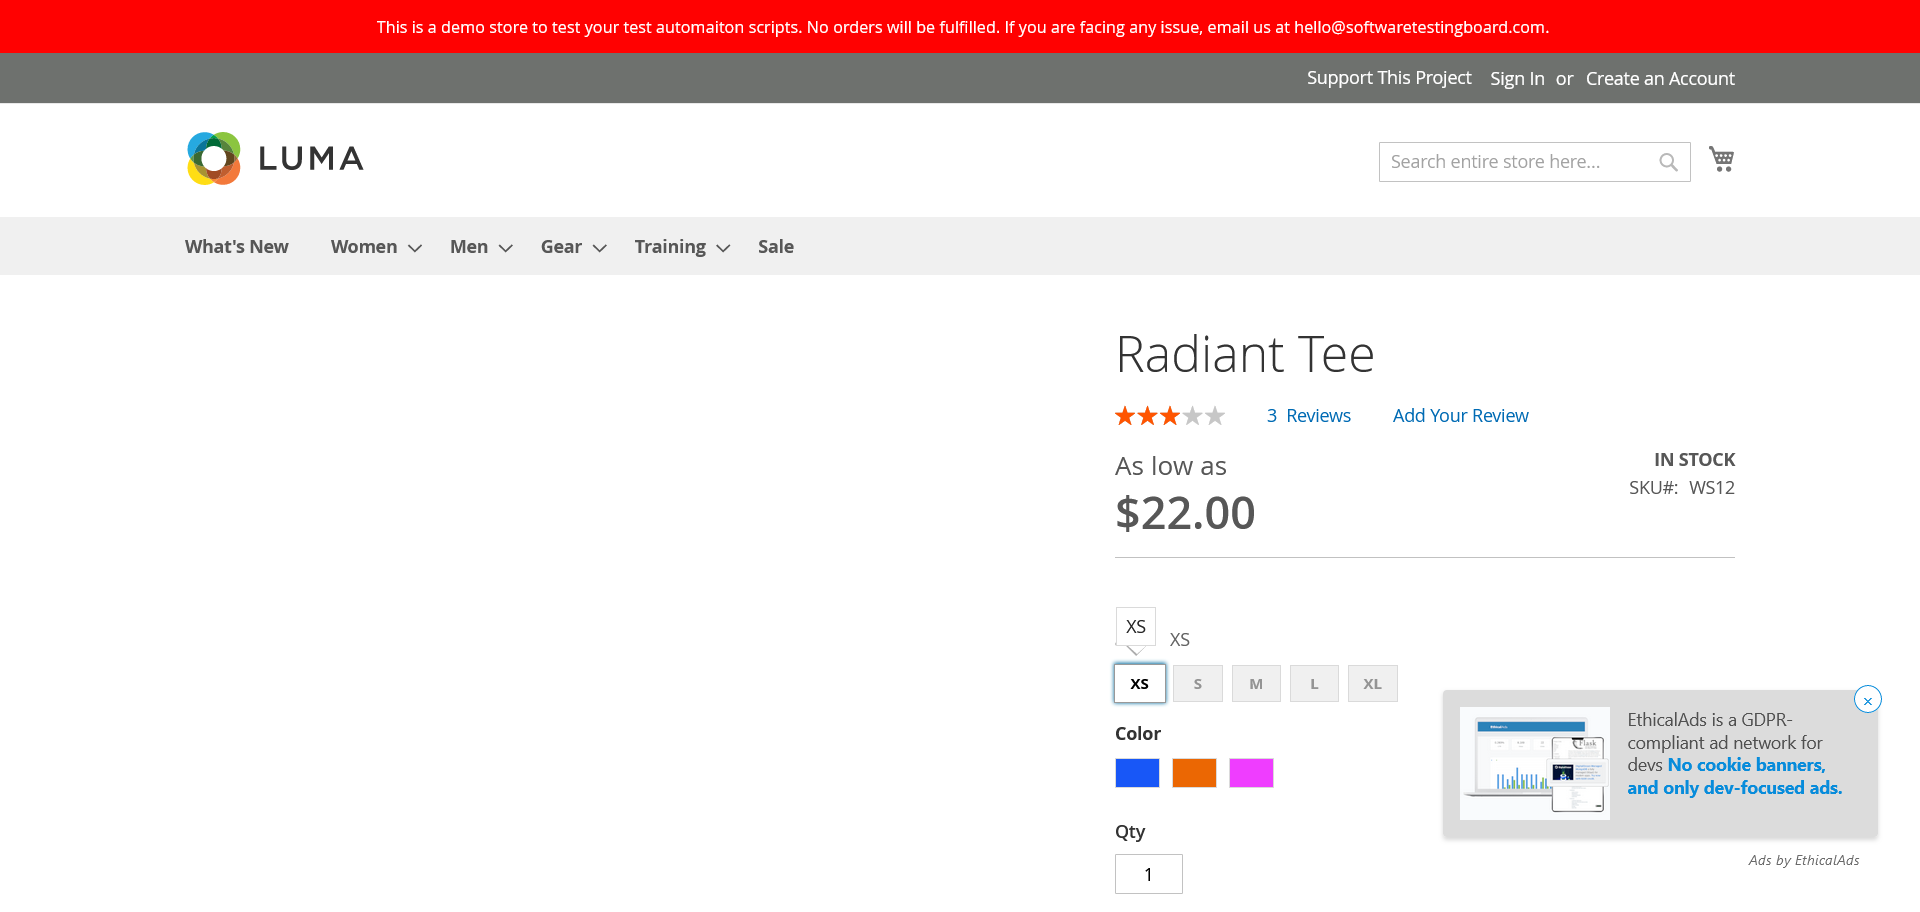 This is a demo store to test your test automaiton scripts. No orders will be fulfilled. If you are facing any issue, email us at hello@softwaretestingboard.com.
Support This Project Sign In or Create an Account
LUMA
Search entire store here...
What's New Women Men Gear Training Sale
Radiant Tee
3 Reviews Add Your Review
As low as
IN STOCK
$22.00
SKU#: WS12
XS
XS
XS S M L XL
Color
EthicalAds is a GDPR-
compliant ad network for
devs No cookie banners,
and only dev-focused ads.
Qty
1
Ads by EthicalAds